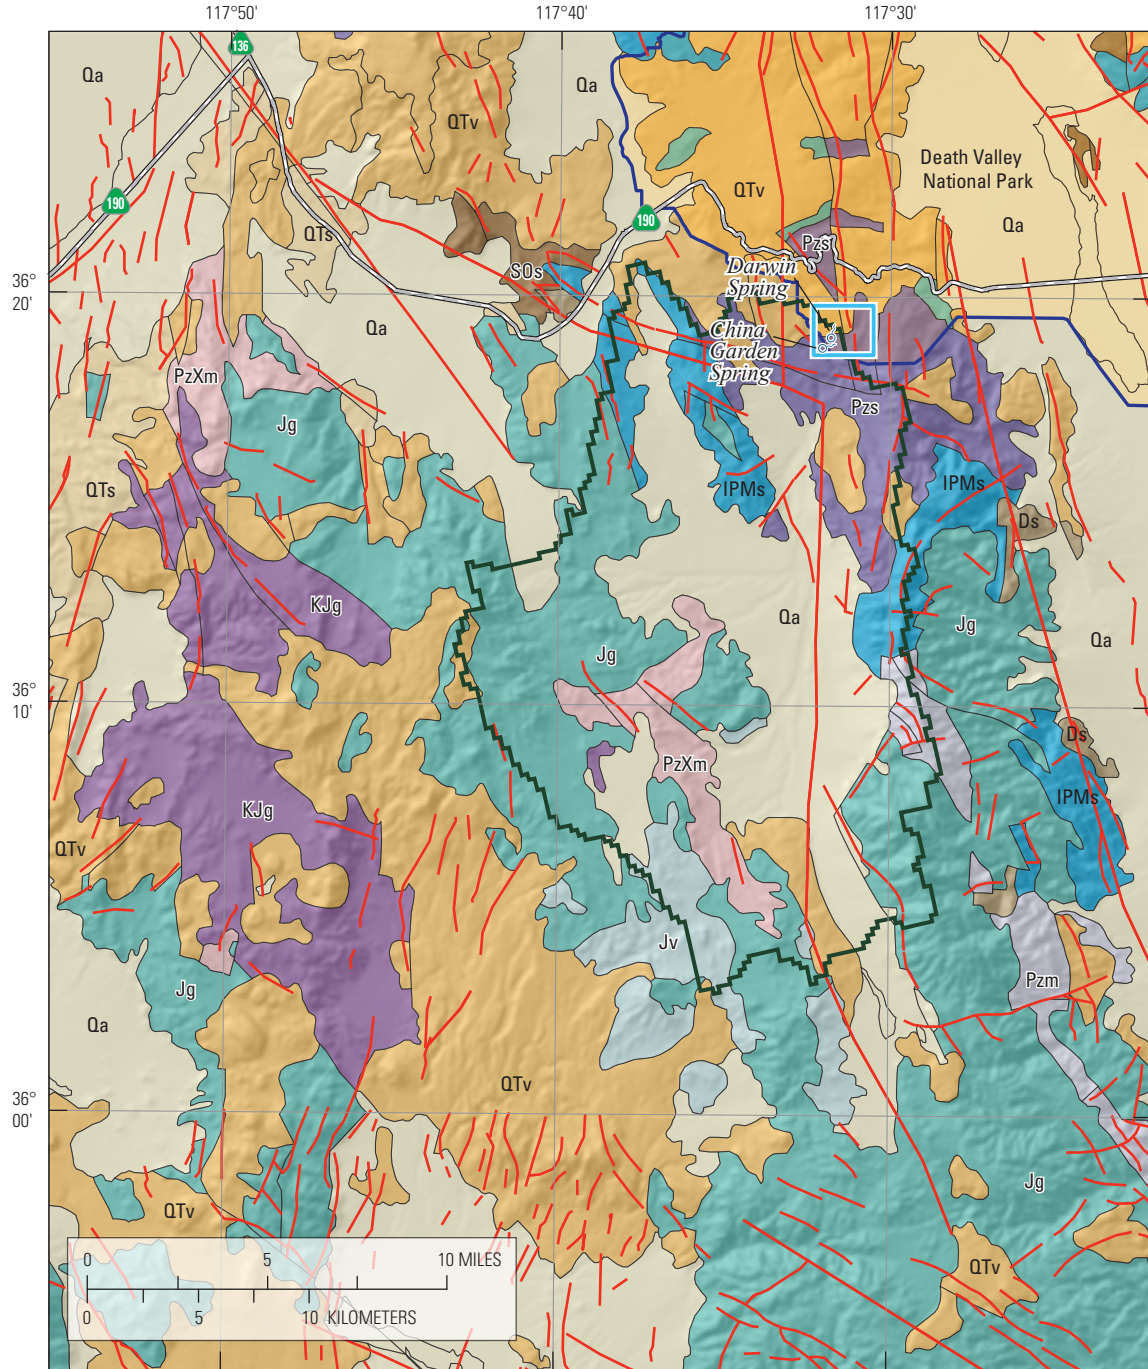 117°50'
117°40'
117°30'
136
Qa
Qa
QTv
Death Valley
National Park
190
QTv
190
Qa
QTs
Pzs
SOs
Darwin
Spring
36°
20'
Qa
China
Garden
Spring
PzXm
Pzs
Jg
IPMs
IPMs
QTs
Ds
KJg
Qa
Jg
Qa
Jg
36°
10'
Ds
PzXm
IPMs
KJg
QTv
Jv
Pzm
Jg
Qa
QTv
36°
00'
Jg
QTv
QTv
0 5 10 MILES
0 5 10 KILOMETERS